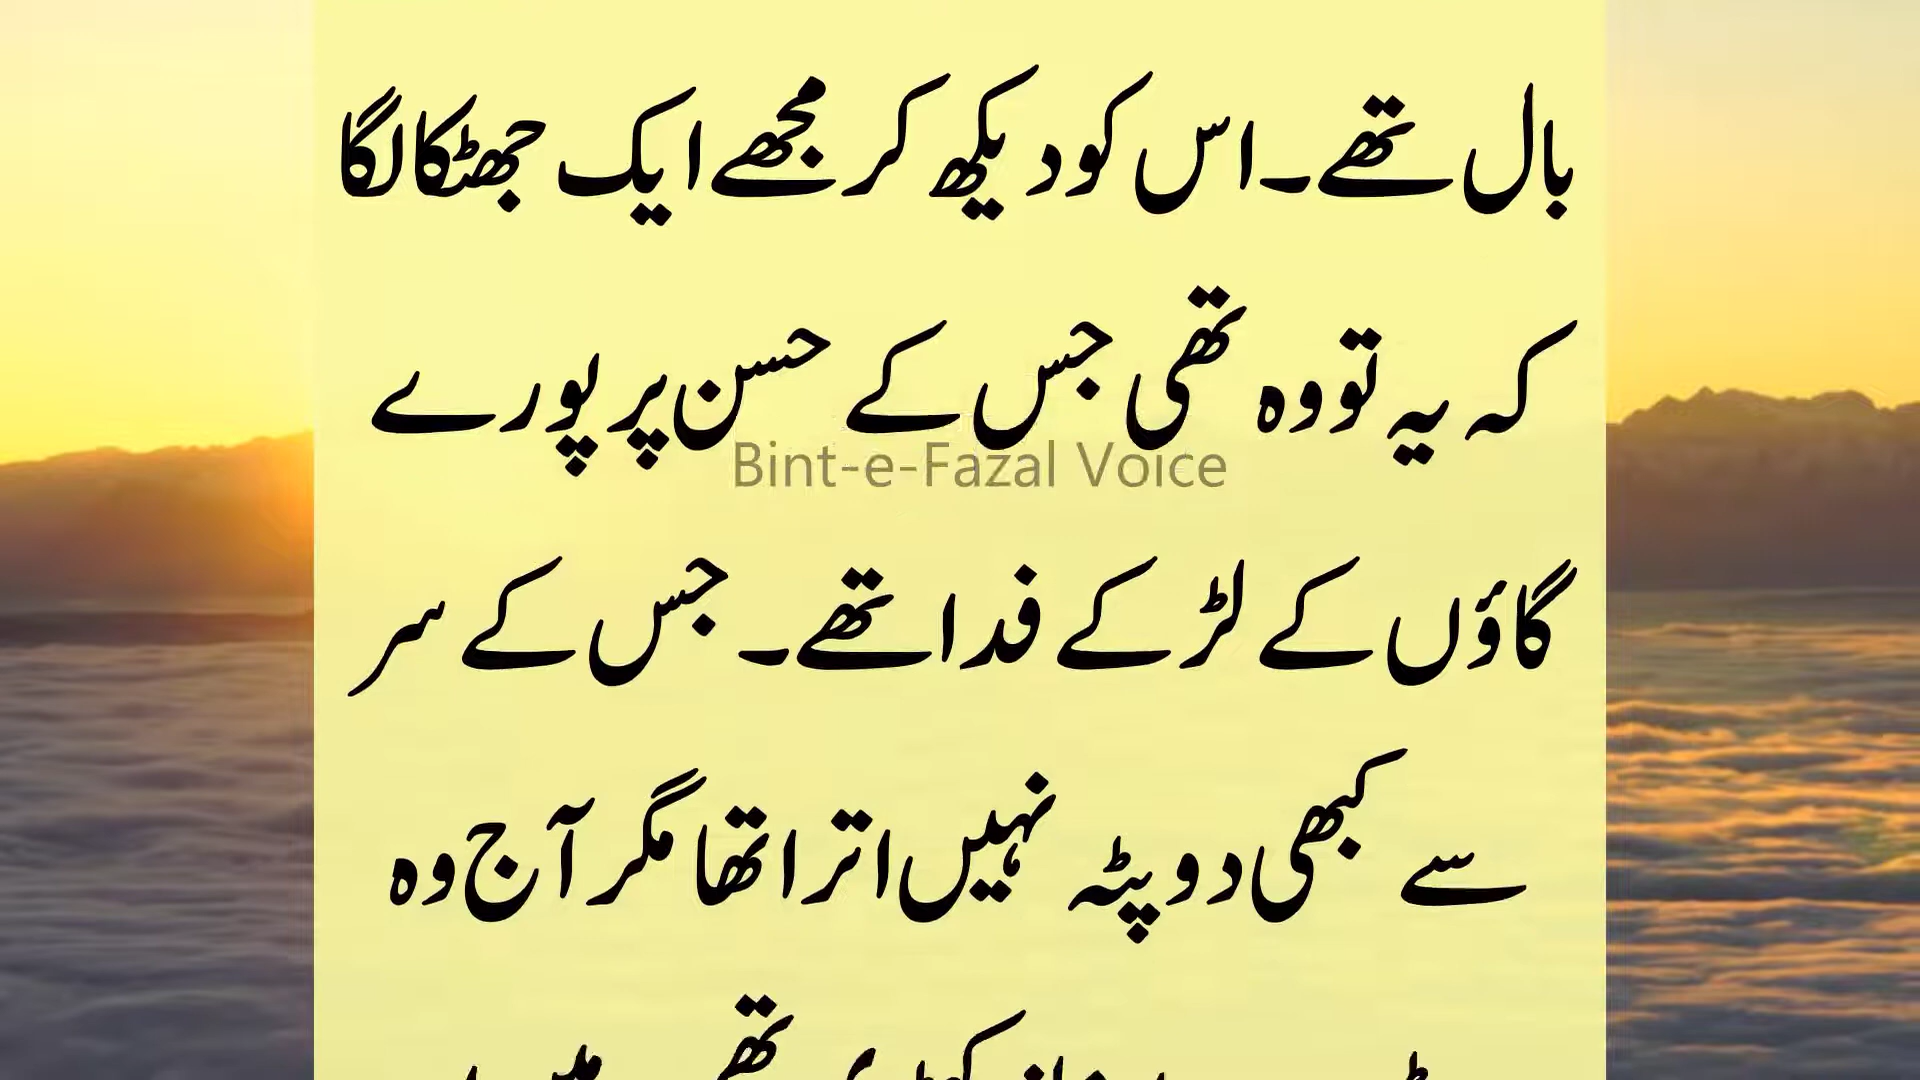 بال تھے۔ اس کو دیکھ کر مجھے ایک جھٹکا لگا
کہ یہ تو وہ تھی جس کے حسن پر پورے
Bint-e-Fazal Voice
گاؤں کے لڑکے فدا تھے۔ جس کے سر
سے کبھی دوپٹہ نہیں اترا تھا مگر آج وہ